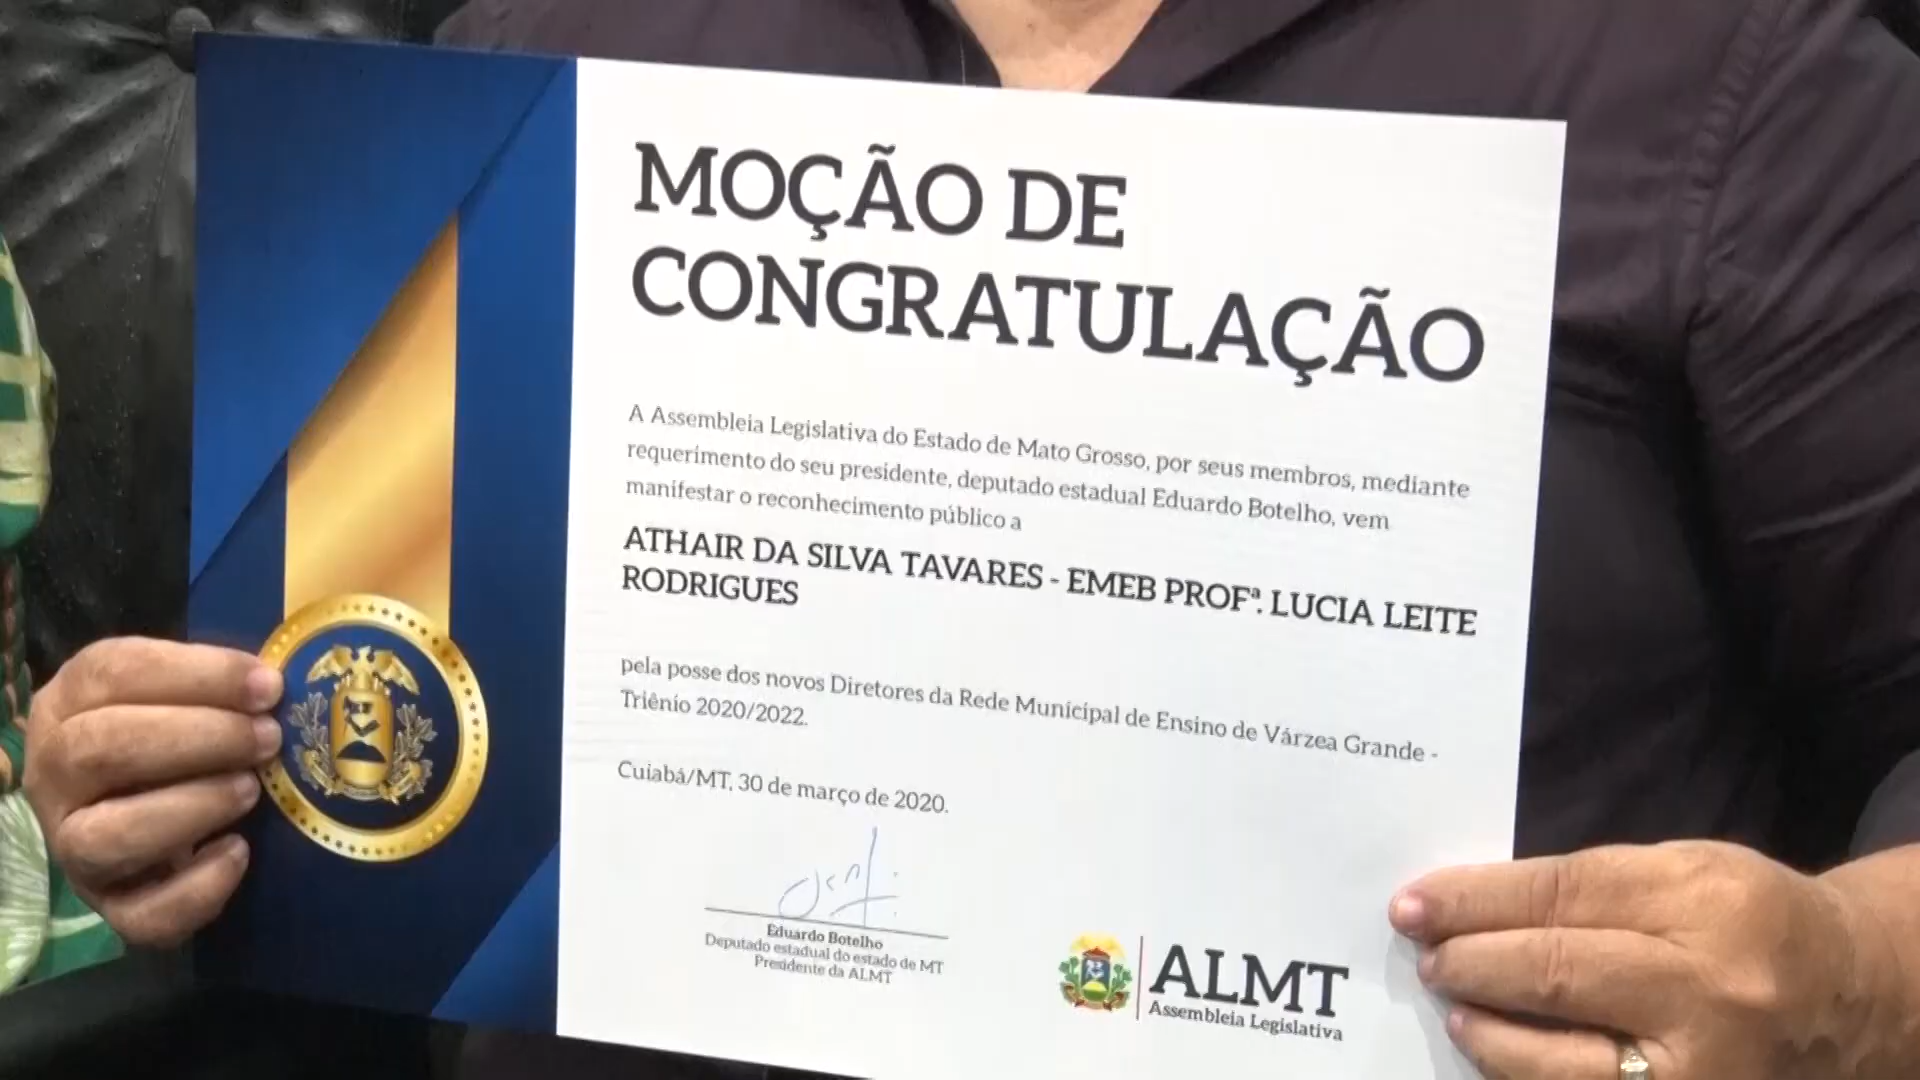 MOÇÃO DE
CONGRATULAÇÃO
A Assembleia Legislativa do Estado de Mato Grosso, por seus membros, mediante
requerimento do seu presidente, deputado estadual Eduardo Botelho, vem
manifestar o reconhecimento público a
ATHAIR DA SILVA TAVARES - EMEB PROFª. LUCIA LEITE
RODRIGUES
pela posse dos novos Diretores da Rede Municipal de Ensino de Várzea Grande -
Triênio 2020/2022.
Cuiabá/MT, 30 de março de 2020.
Eduardo Botelho
Deputado estadual do estado de MT
Presidente da ALMT
ALMT
Assembleia Legislativa